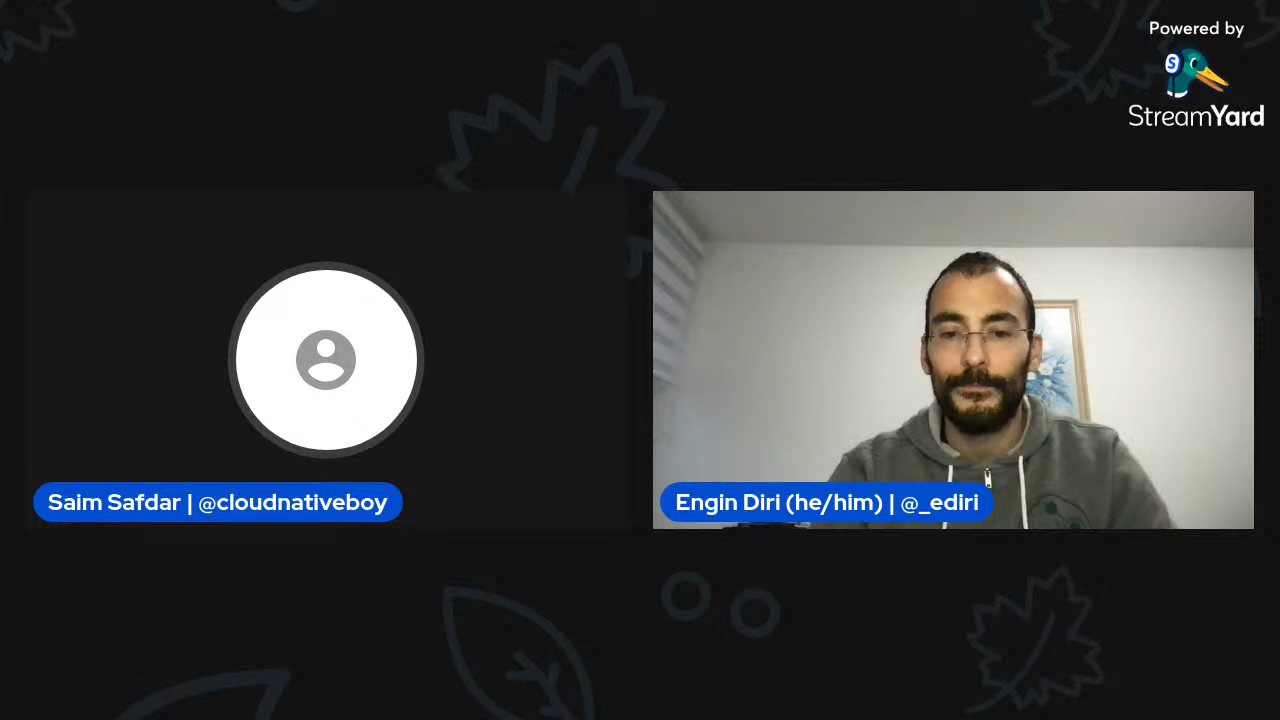 Powered by
S
StreamYard
Saim Safdar | @cloudnativeboy
Engin Diri (he/him) | @_ediri